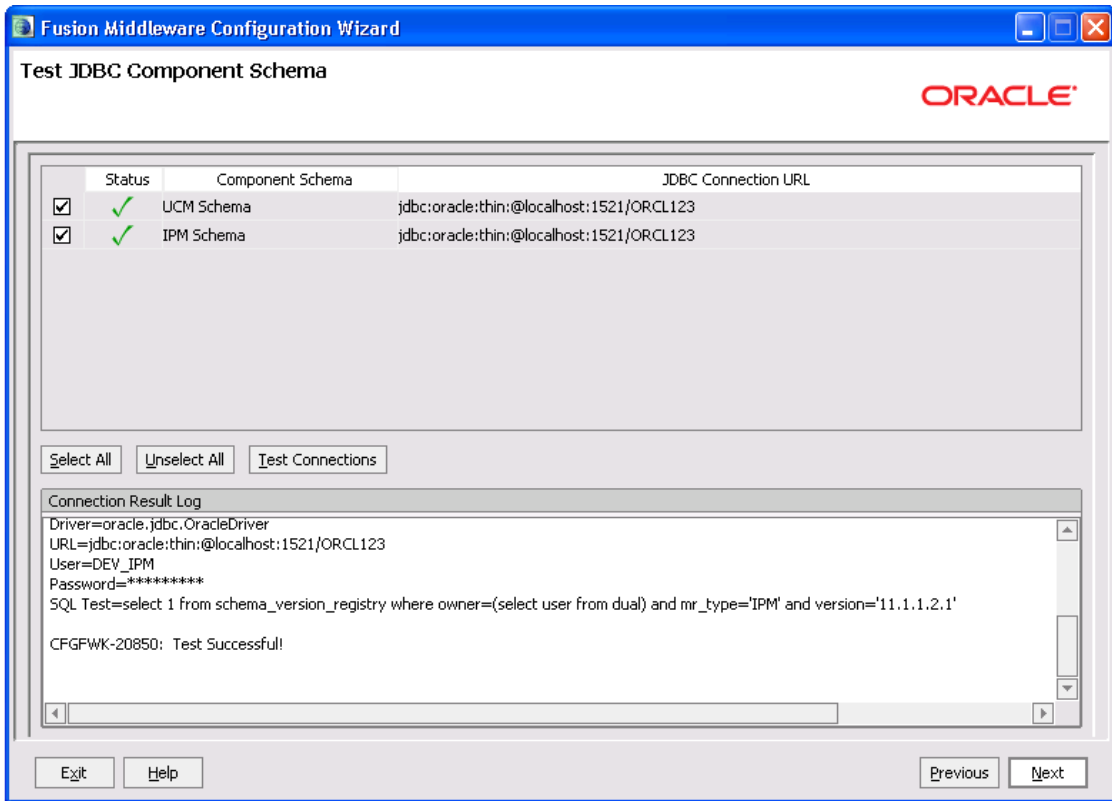 Fusion Middleware Configuration Wizard
Test JDBC Component Schema
ORACLE
Status Component Schema JDBC Connection URL
UCM Schema jdbc:oracle:thin:@localhost:1521/ORCL123
IPM Schema jdbc:oracle:thin:@localhost:1521/ORCL123
Select All Unselect All Test Connections
Connection Result Log
Driver=oracle.jdbc.OracleDriver
URL=jdbc:oracle:thin:@localhost:1521/ORCL123
User=DEV_IPM
Password=*********
SQL Test=select 1 from schema_version_registry where owner=(select user from dual) and mr_type='IPM' and version='11.1.1.2.1'
CFGFWK-20850: Test Successful!
Exit Help Previous Next